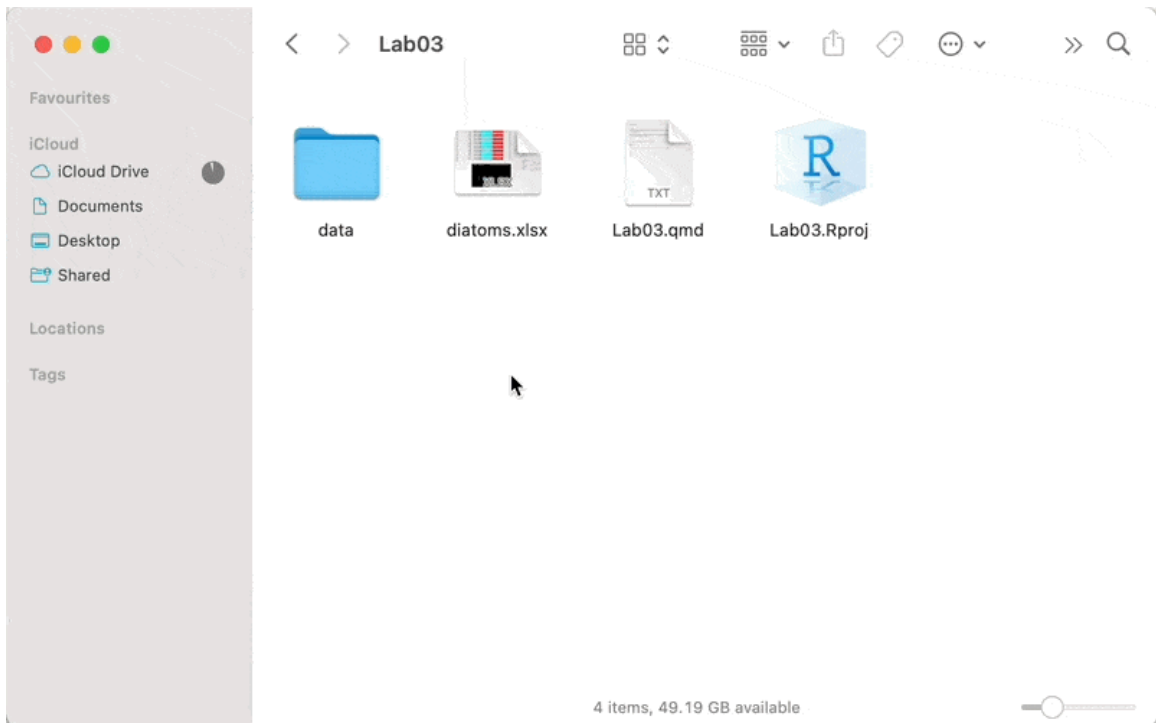 Lab03
Favourites
iCloud
iCloud Drive
Documents
Desktop
Shared
Locations
Tags
TXT
R
data
diatoms.xlsx
Lab03.qmd
Lab03.Rproj
4 items, 49.19 GB available